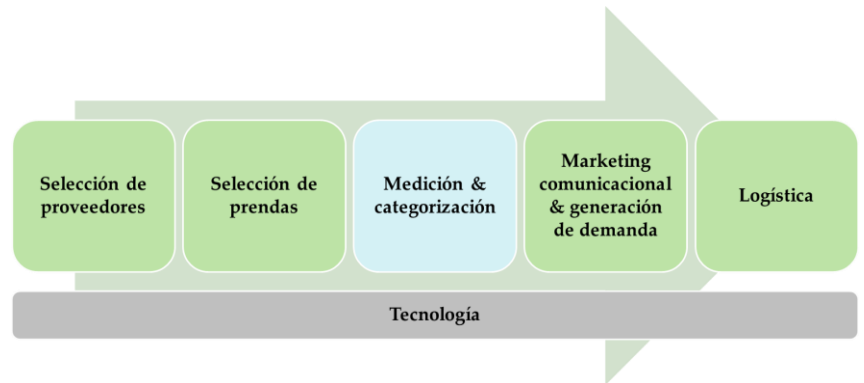 Selección de
proveedores
Selección de
prendas
Medición &
categorización
Marketing
comunicacional
& generación
de demanda
Logística
Tecnología